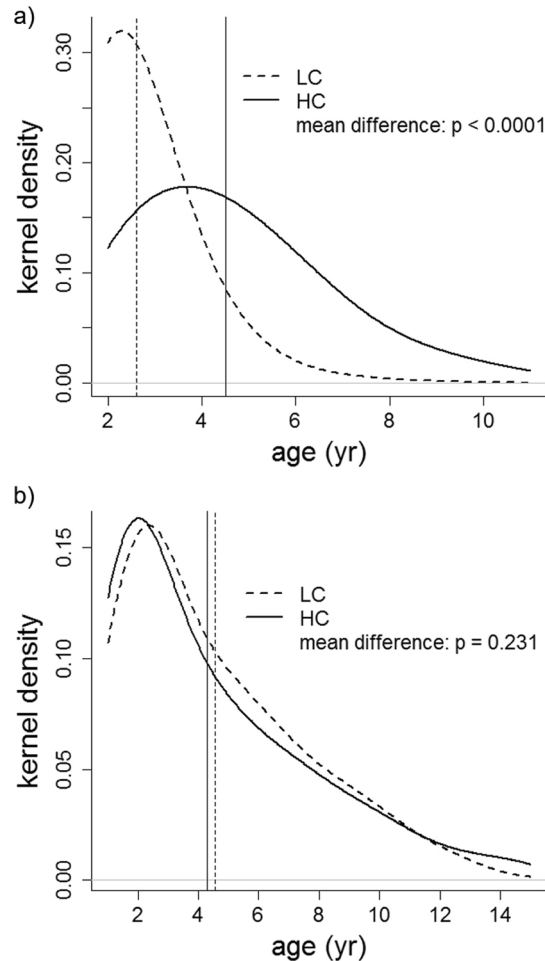 a)
kernel density
0.00 0.10 0.20 0.30
LC
HC
mean difference: p < 0.0001
2 4 6 8 10
age (yr)
b)
kernel density
0.00 0.05 0.10 0.15
LC
HC
mean difference: p = 0.231
2 4 6 8 10 12 14
age (yr)